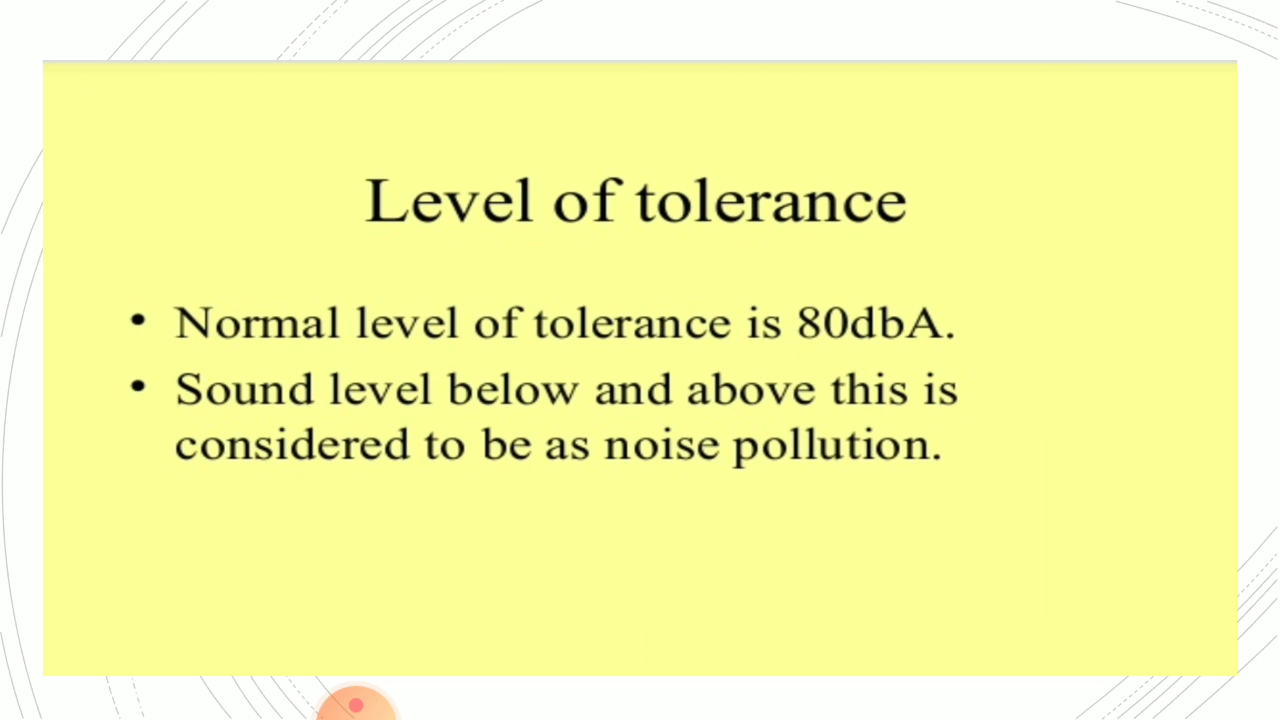 Level of tolerance
• Normal level of tolerance is 80dbA.
• Sound level below and above this is
considered to be as noise pollution.